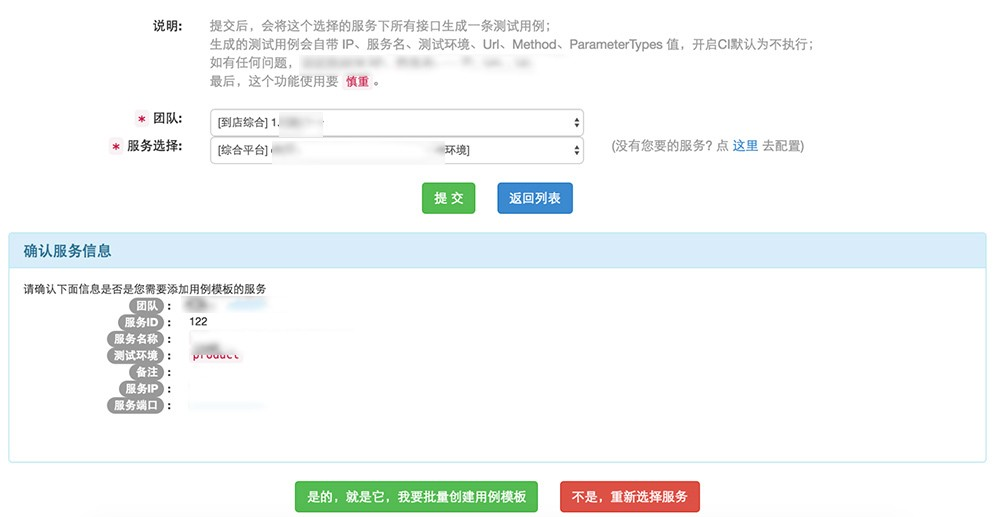 说明:
提交后，会将这个选择的服务下所有接口生成一条测试用例；
生成的测试用例会自带 IP、服务名、测试环境、Url、Method、ParameterTypes 值，开启CI默认为不执行；
如有任何问题，
最后，这个功能使用要 慎重 。
* 团队: [到店综合] 1.
* 服务选择: [综合平台] 环境] (没有您要的服务? 点 这里 去配置)
提 交 返回列表
确认服务信息
请确认下面信息是否是您需要添加用例模板的服务
团队 :
服务ID : 122
服务名称 :
测试环境 : product
备注 :
服务IP :
服务端口 :
是的，就是它，我要批量创建用例模板 不是，重新选择服务